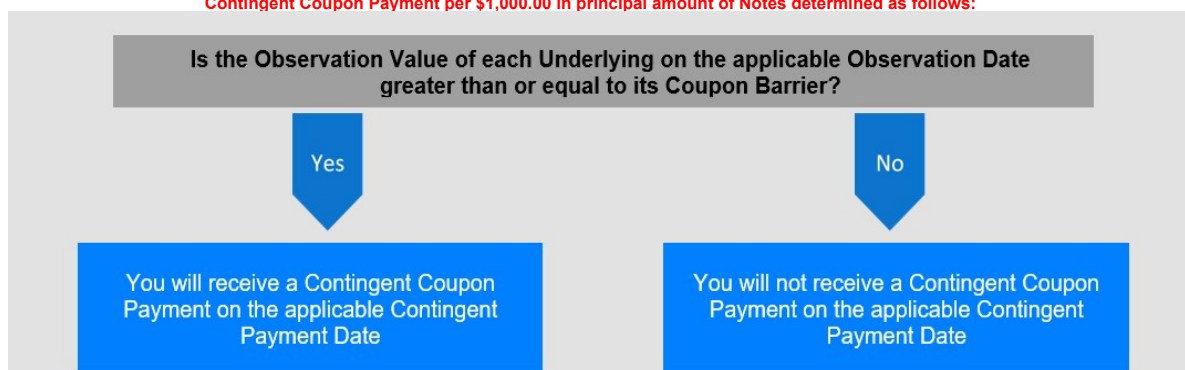 Contingent Coupon Payment per $1,000.00 in principal amount of Notes determined as follows:
Is the Observation Value of each Underlying on the applicable Observation Date
greater than or equal to its Coupon Barrier?
Yes
No
You will receive a Contingent Coupon
Payment on the applicable Contingent
Payment Date
You will not receive a Contingent Coupon
Payment on the applicable Contingent
Payment Date